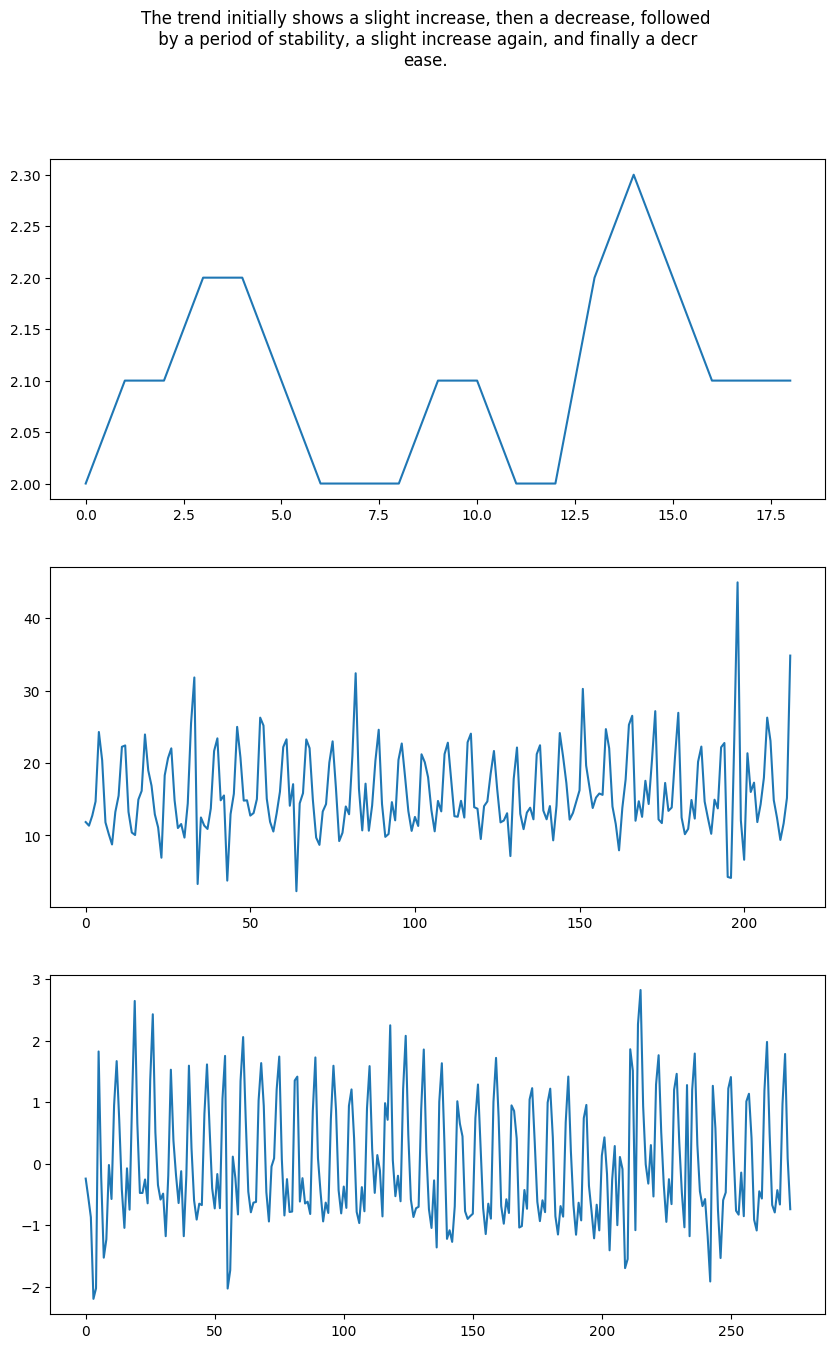 The trend initially shows a slight increase, then a decrease, followed
by a period of stability, a slight increase again, and finally a decr
ease.
2.30
2.25
2.20
2.15
2.10
2.05
2.00
0.0 2.5 5.0 7.5 10.0 12.5 15.0 17.5
40
30
20
10
0 50 100 150 200
3
2
1
0
−1
−2
0 50 100 150 200 250